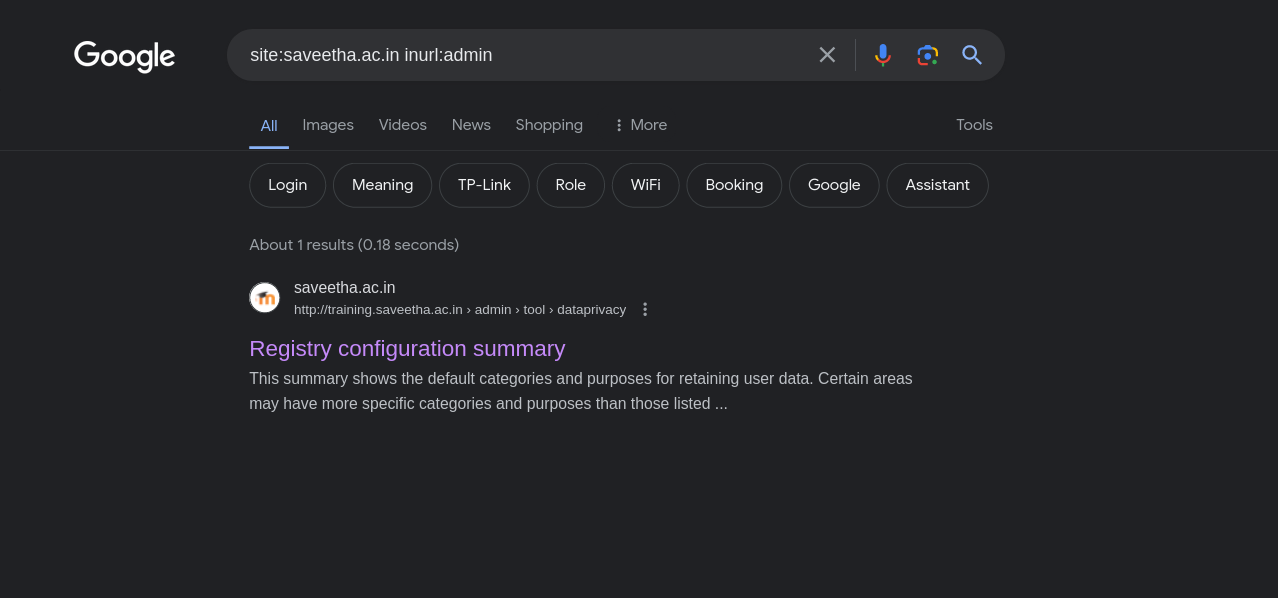 Google
site:saveetha.ac.in inurl:admin
All Images Videos News Shopping More Tools
Login Meaning TP-Link Role WiFi Booking Google Assistant
About 1 results (0.18 seconds)
m
saveetha.ac.in
http://training.saveetha.ac.in › admin › tool › dataprivacy
Registry configuration summary
This summary shows the default categories and purposes for retaining user data. Certain areas
may have more specific categories and purposes than those listed ...